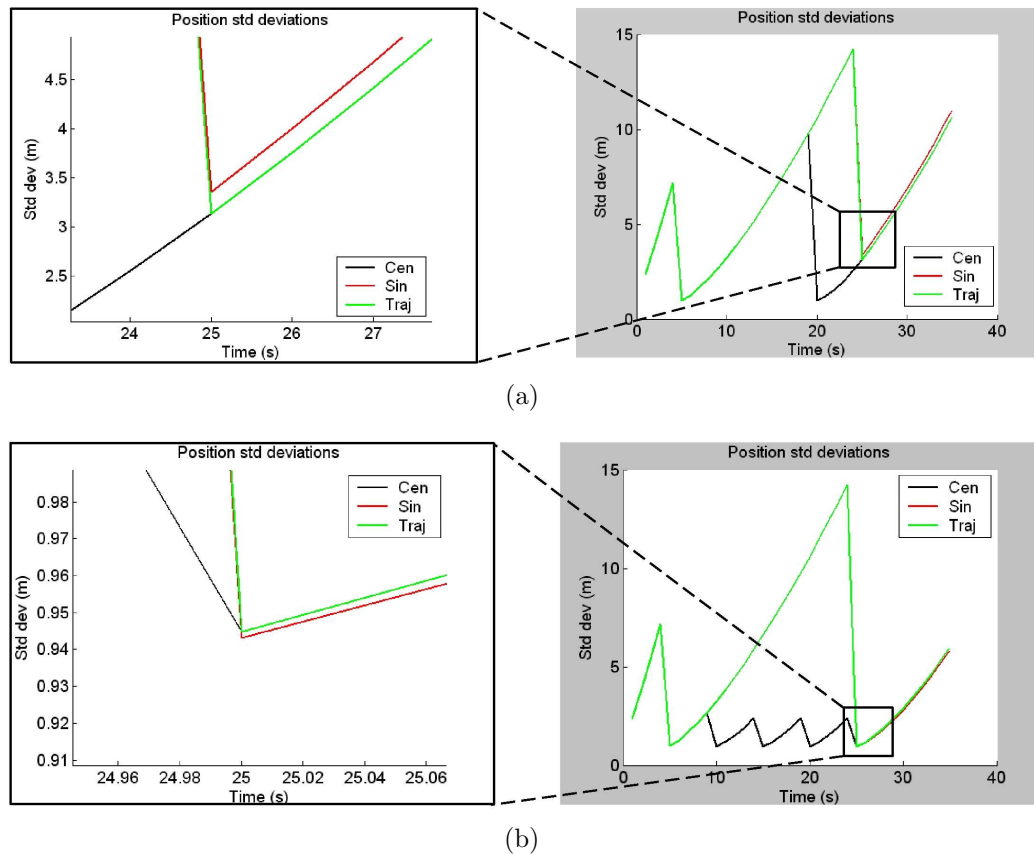 Position std deviations
4.5
4
3.5
3
2.5
Std dev (m)
24
25
26
27
Time (s)
Cen
Sin
Traj
Position std deviations
15
10
5
0
Std dev (m)
0
10
20
30
40
Time (s)
Cen
Sin
Traj
(a)
Position std deviations
0.98
0.97
0.96
0.95
0.94
0.93
0.92
0.91
Std dev (m)
24.96
24.98
25
25.02
25.04
25.06
Time (s)
Cen
Sin
Traj
Position std deviations
15
10
5
0
Std dev (m)
0
10
20
30
40
Time (s)
Cen
Sin
Traj
(b)